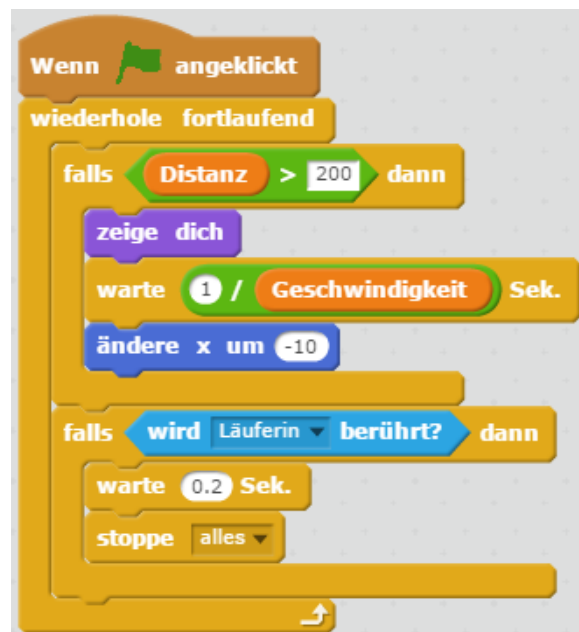 Wenn angeklickt
wiederhole fortlaufend
falls Distanz > 200 dann
zeige dich
warte 1 / Geschwindigkeit Sek.
ändere x um -10
falls wird Läuferin berührt? dann
warte 0.2 Sek.
stoppe alles